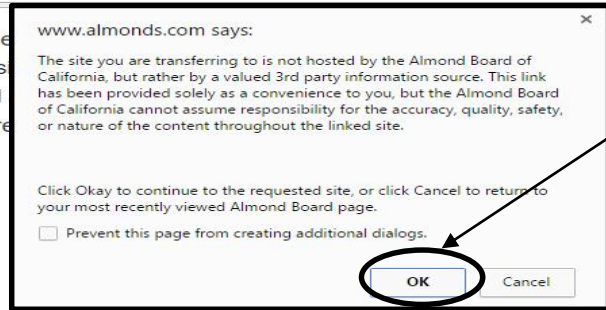 www.almonds.com says:
The site you are transferring to is not hosted by the Almond Board of
California, but rather by a valued 3rd party information source. This link
has been provided solely as a convenience to you, but the Almond Board
of California cannot assume responsibility for the accuracy, quality, safety,
or nature of the content throughout the linked site.
Click Okay to continue to the requested site, or click Cancel to return to
your most recently viewed Almond Board page.
Prevent this page from creating additional dialogs.
OK Cancel